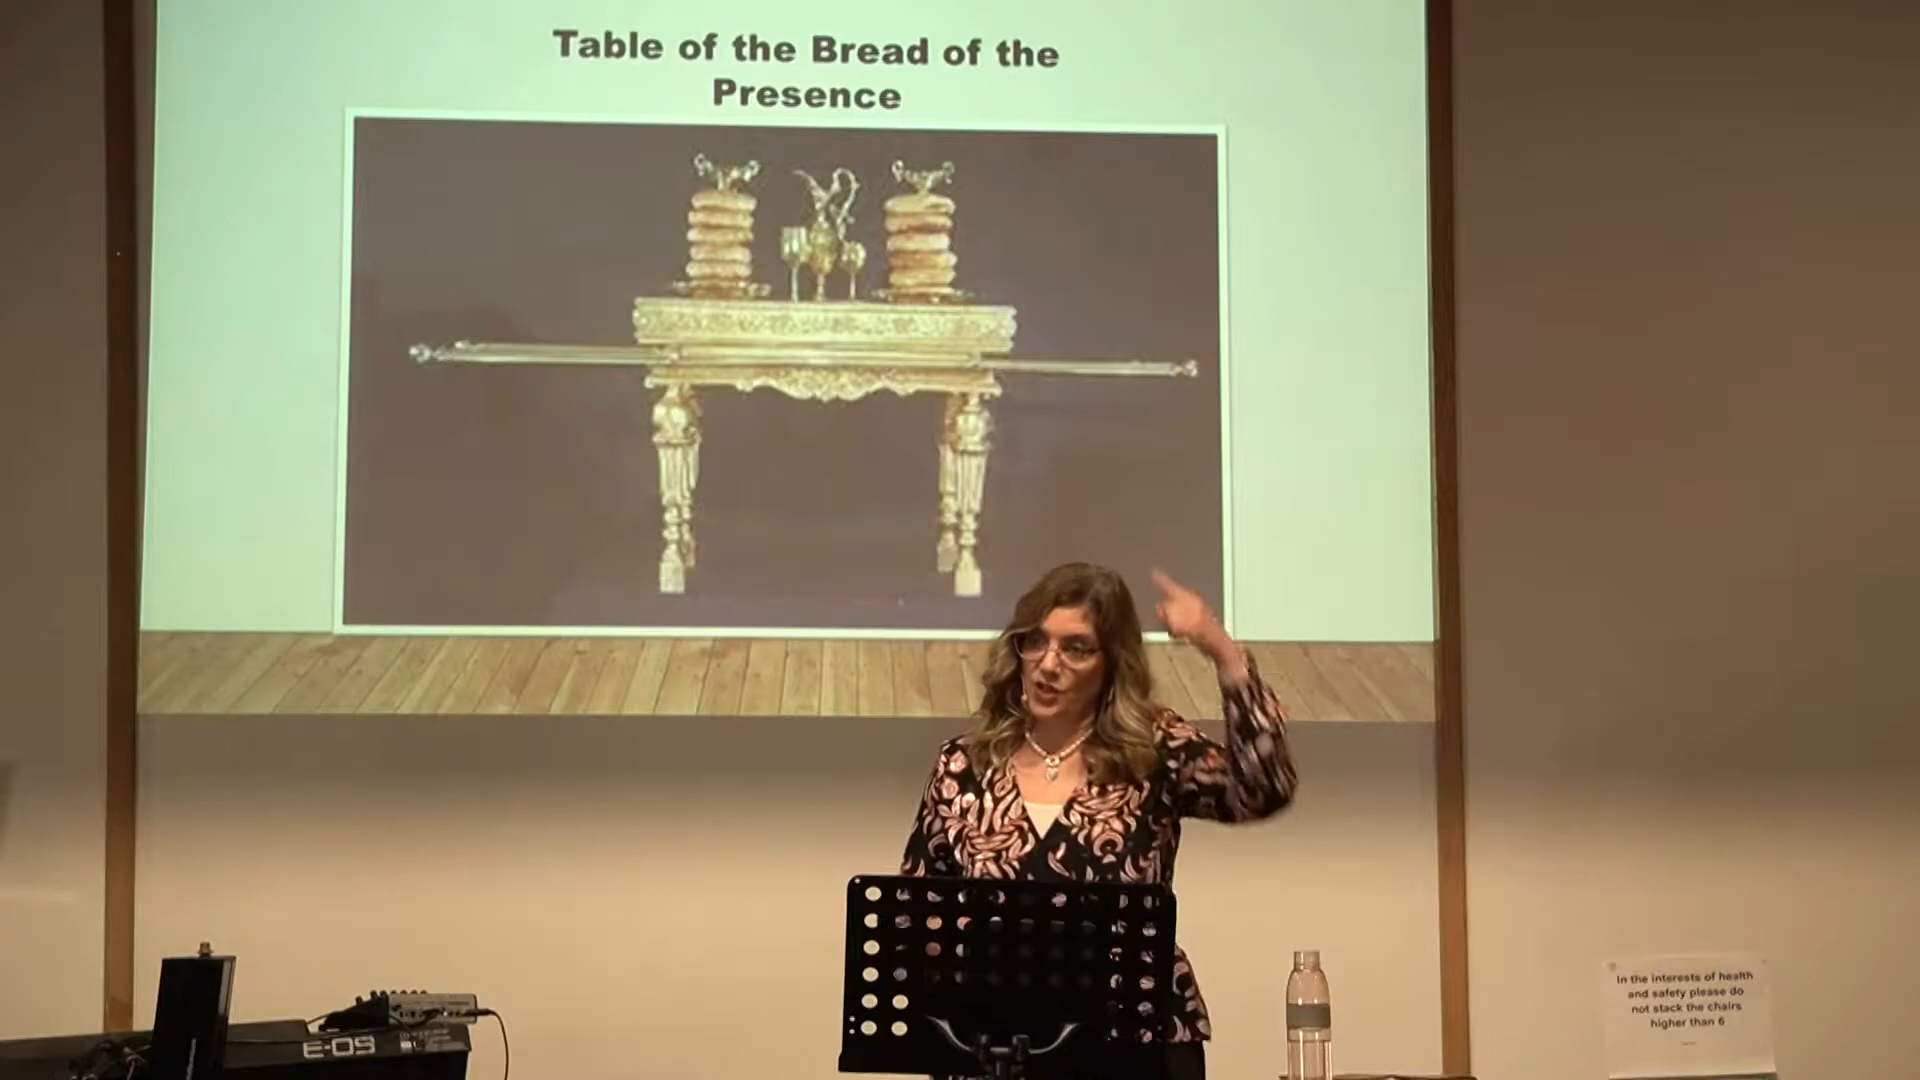 Table of the Bread of the
Presence
E-09
In the interests of health
and safety please do
not stack the chairs
higher than 6